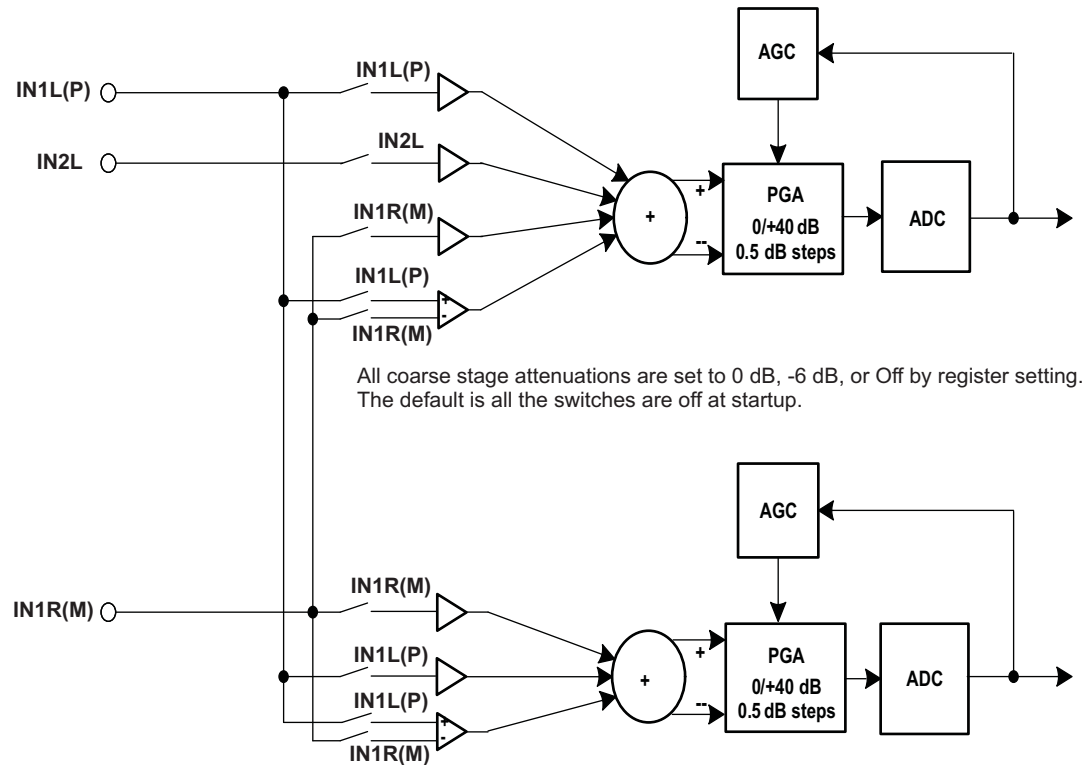 AGC
IN1L(P)
IN1L(P)
IN2L
IN2L
PGA
0/+40 dB
0.5 dB steps
ADC
+
+
--
IN1R(M)
IN1L(P)
+
-
IN1R(M)
All coarse stage attenuations are set to 0 dB, -6 dB, or Off by register setting.
The default is all the switches are off at startup.
AGC
IN1R(M)
IN1R(M)
IN1L(P)
IN1L(P)
+
-
IN1R(M)
+
+
--
PGA
0/+40 dB
0.5 dB steps
ADC